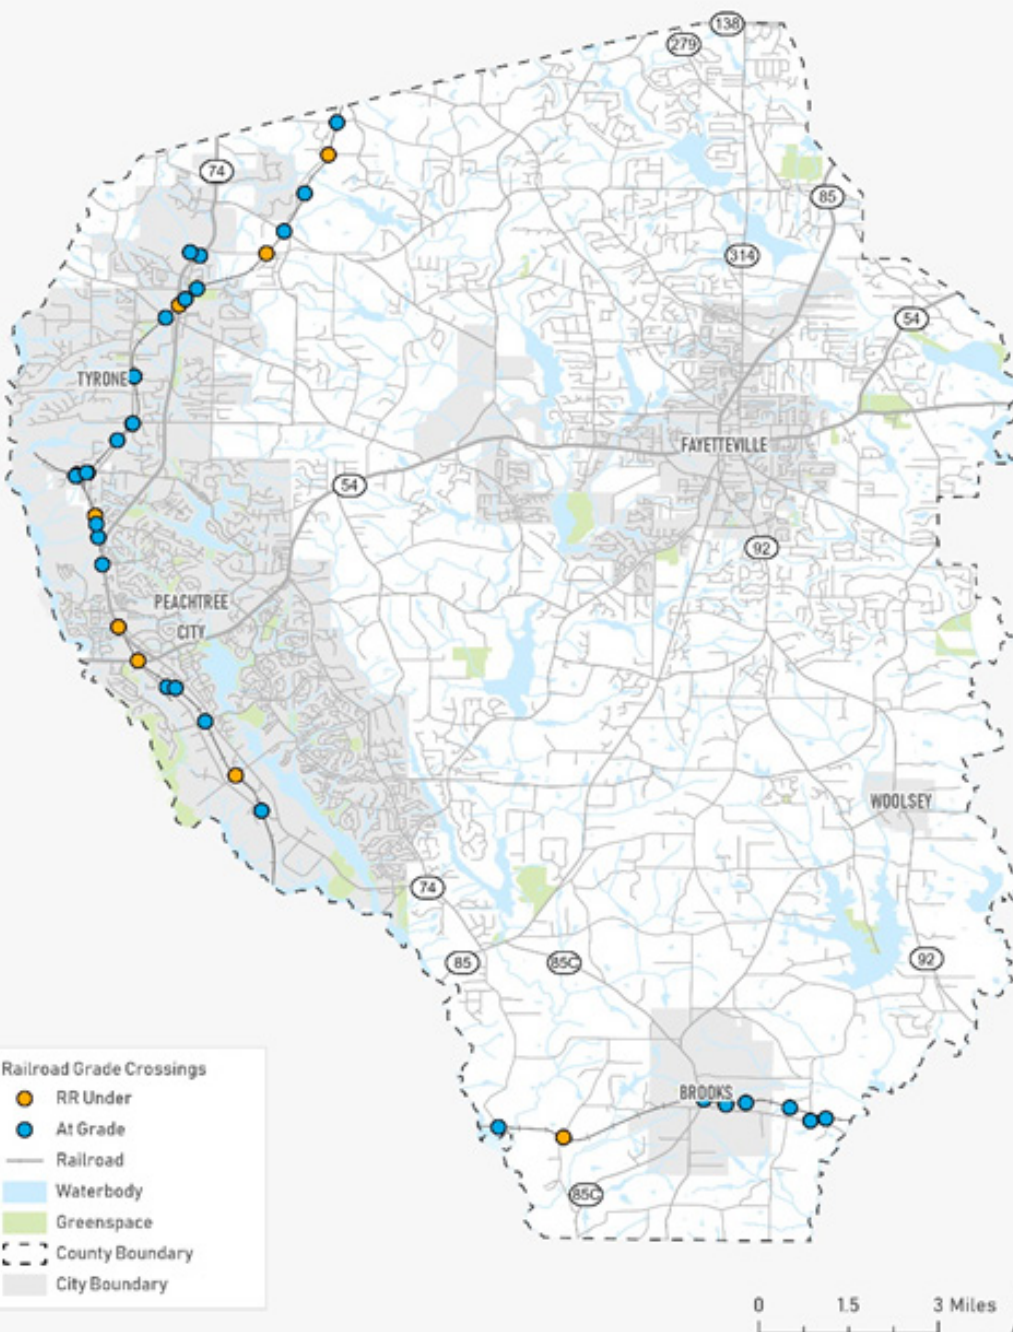 138
279
74
85
314
54
TYRONE
FAYETTEVILLE
54
92
PEACHTREE
CITY
WOOLSEY
74
85
85C
92
BROOKS
85C
Railroad Grade Crossings
RR Under
At Grade
Railroad
Waterbody
Greenspace
County Boundary
City Boundary
0 1.5 3 Miles